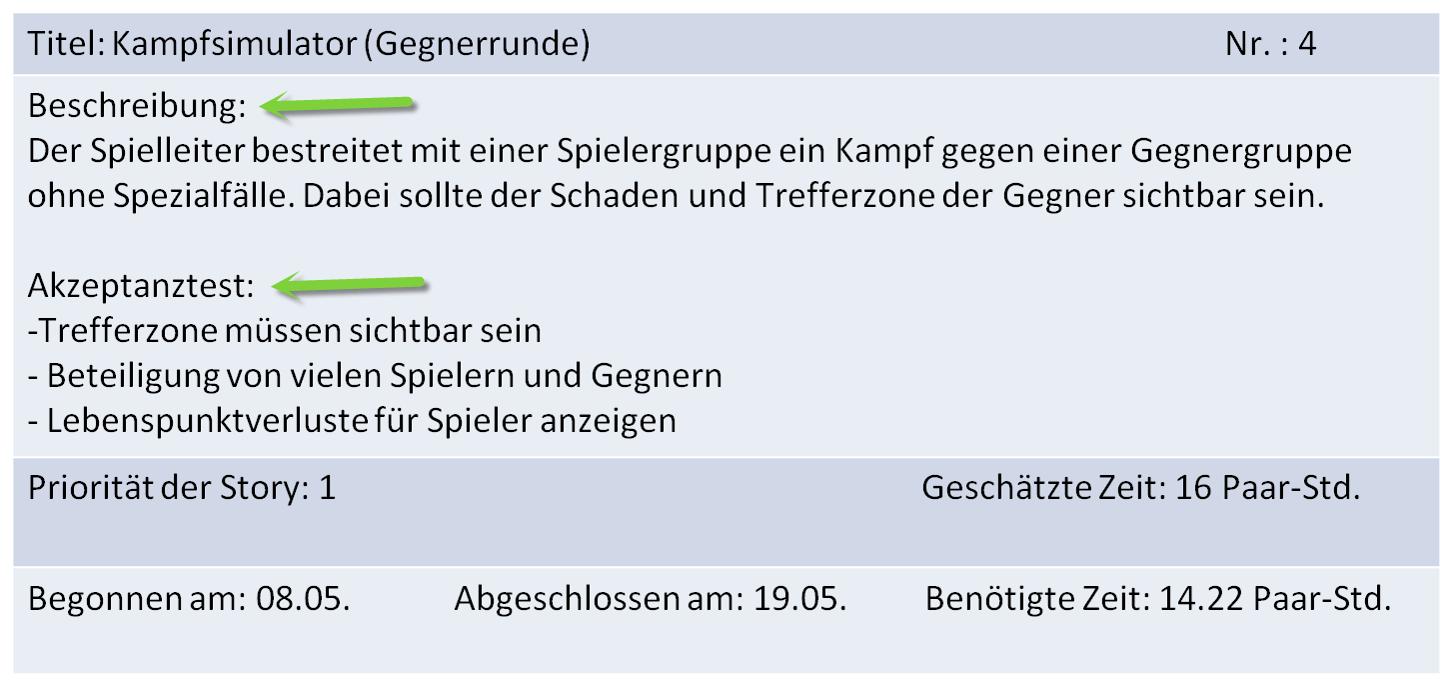 Titel: Kampfsimulator (Gegnerrunde) Nr. : 4
Beschreibung:
Der Spielleiter bestreitet mit einer Spielergruppe ein Kampf gegen einer Gegnergruppe
ohne Spezialfälle. Dabei sollte der Schaden und Trefferzone der Gegner sichtbar sein.
Akzeptanztest:
-Trefferzone müssen sichtbar sein
- Beteiligung von vielen Spielern und Gegnern
- Lebenspunktverluste für Spieler anzeigen
Priorität der Story: 1 Geschätzte Zeit: 16 Paar-Std.
Begonnen am: 08.05. Abgeschlossen am: 19.05. Benötigte Zeit: 14.22 Paar-Std.